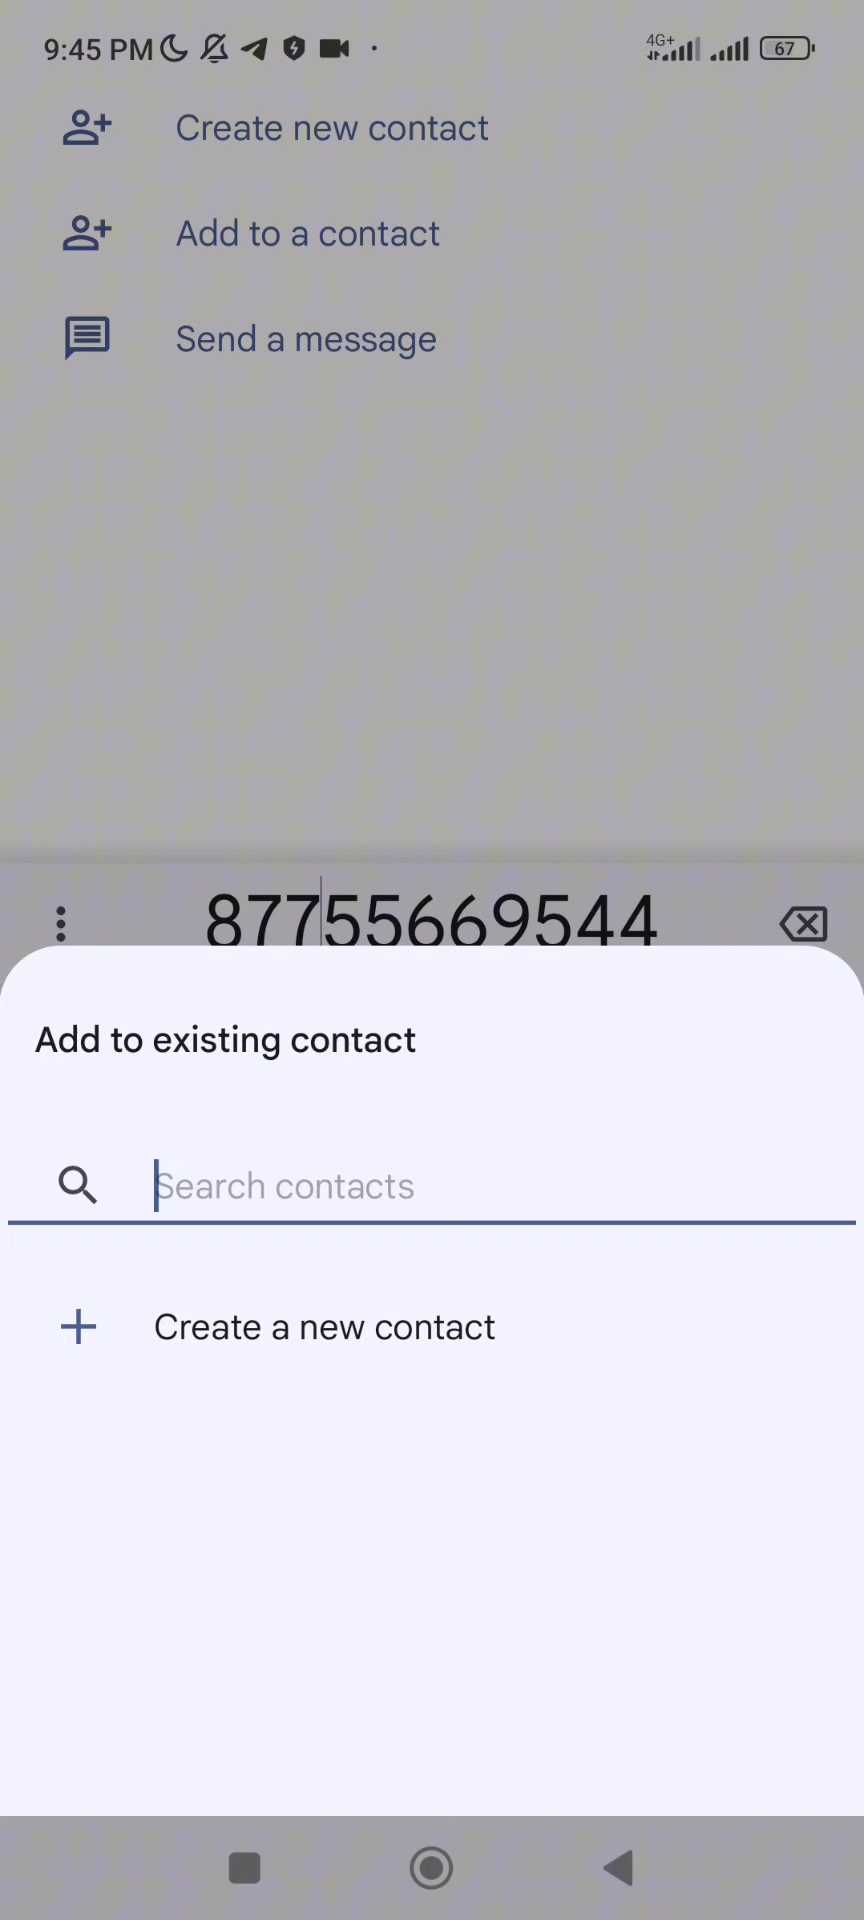 9:45 PM
4G+
67
Create new contact
Add to a contact
Send a message
87755669544
Add to existing contact
Search contacts
Create a new contact